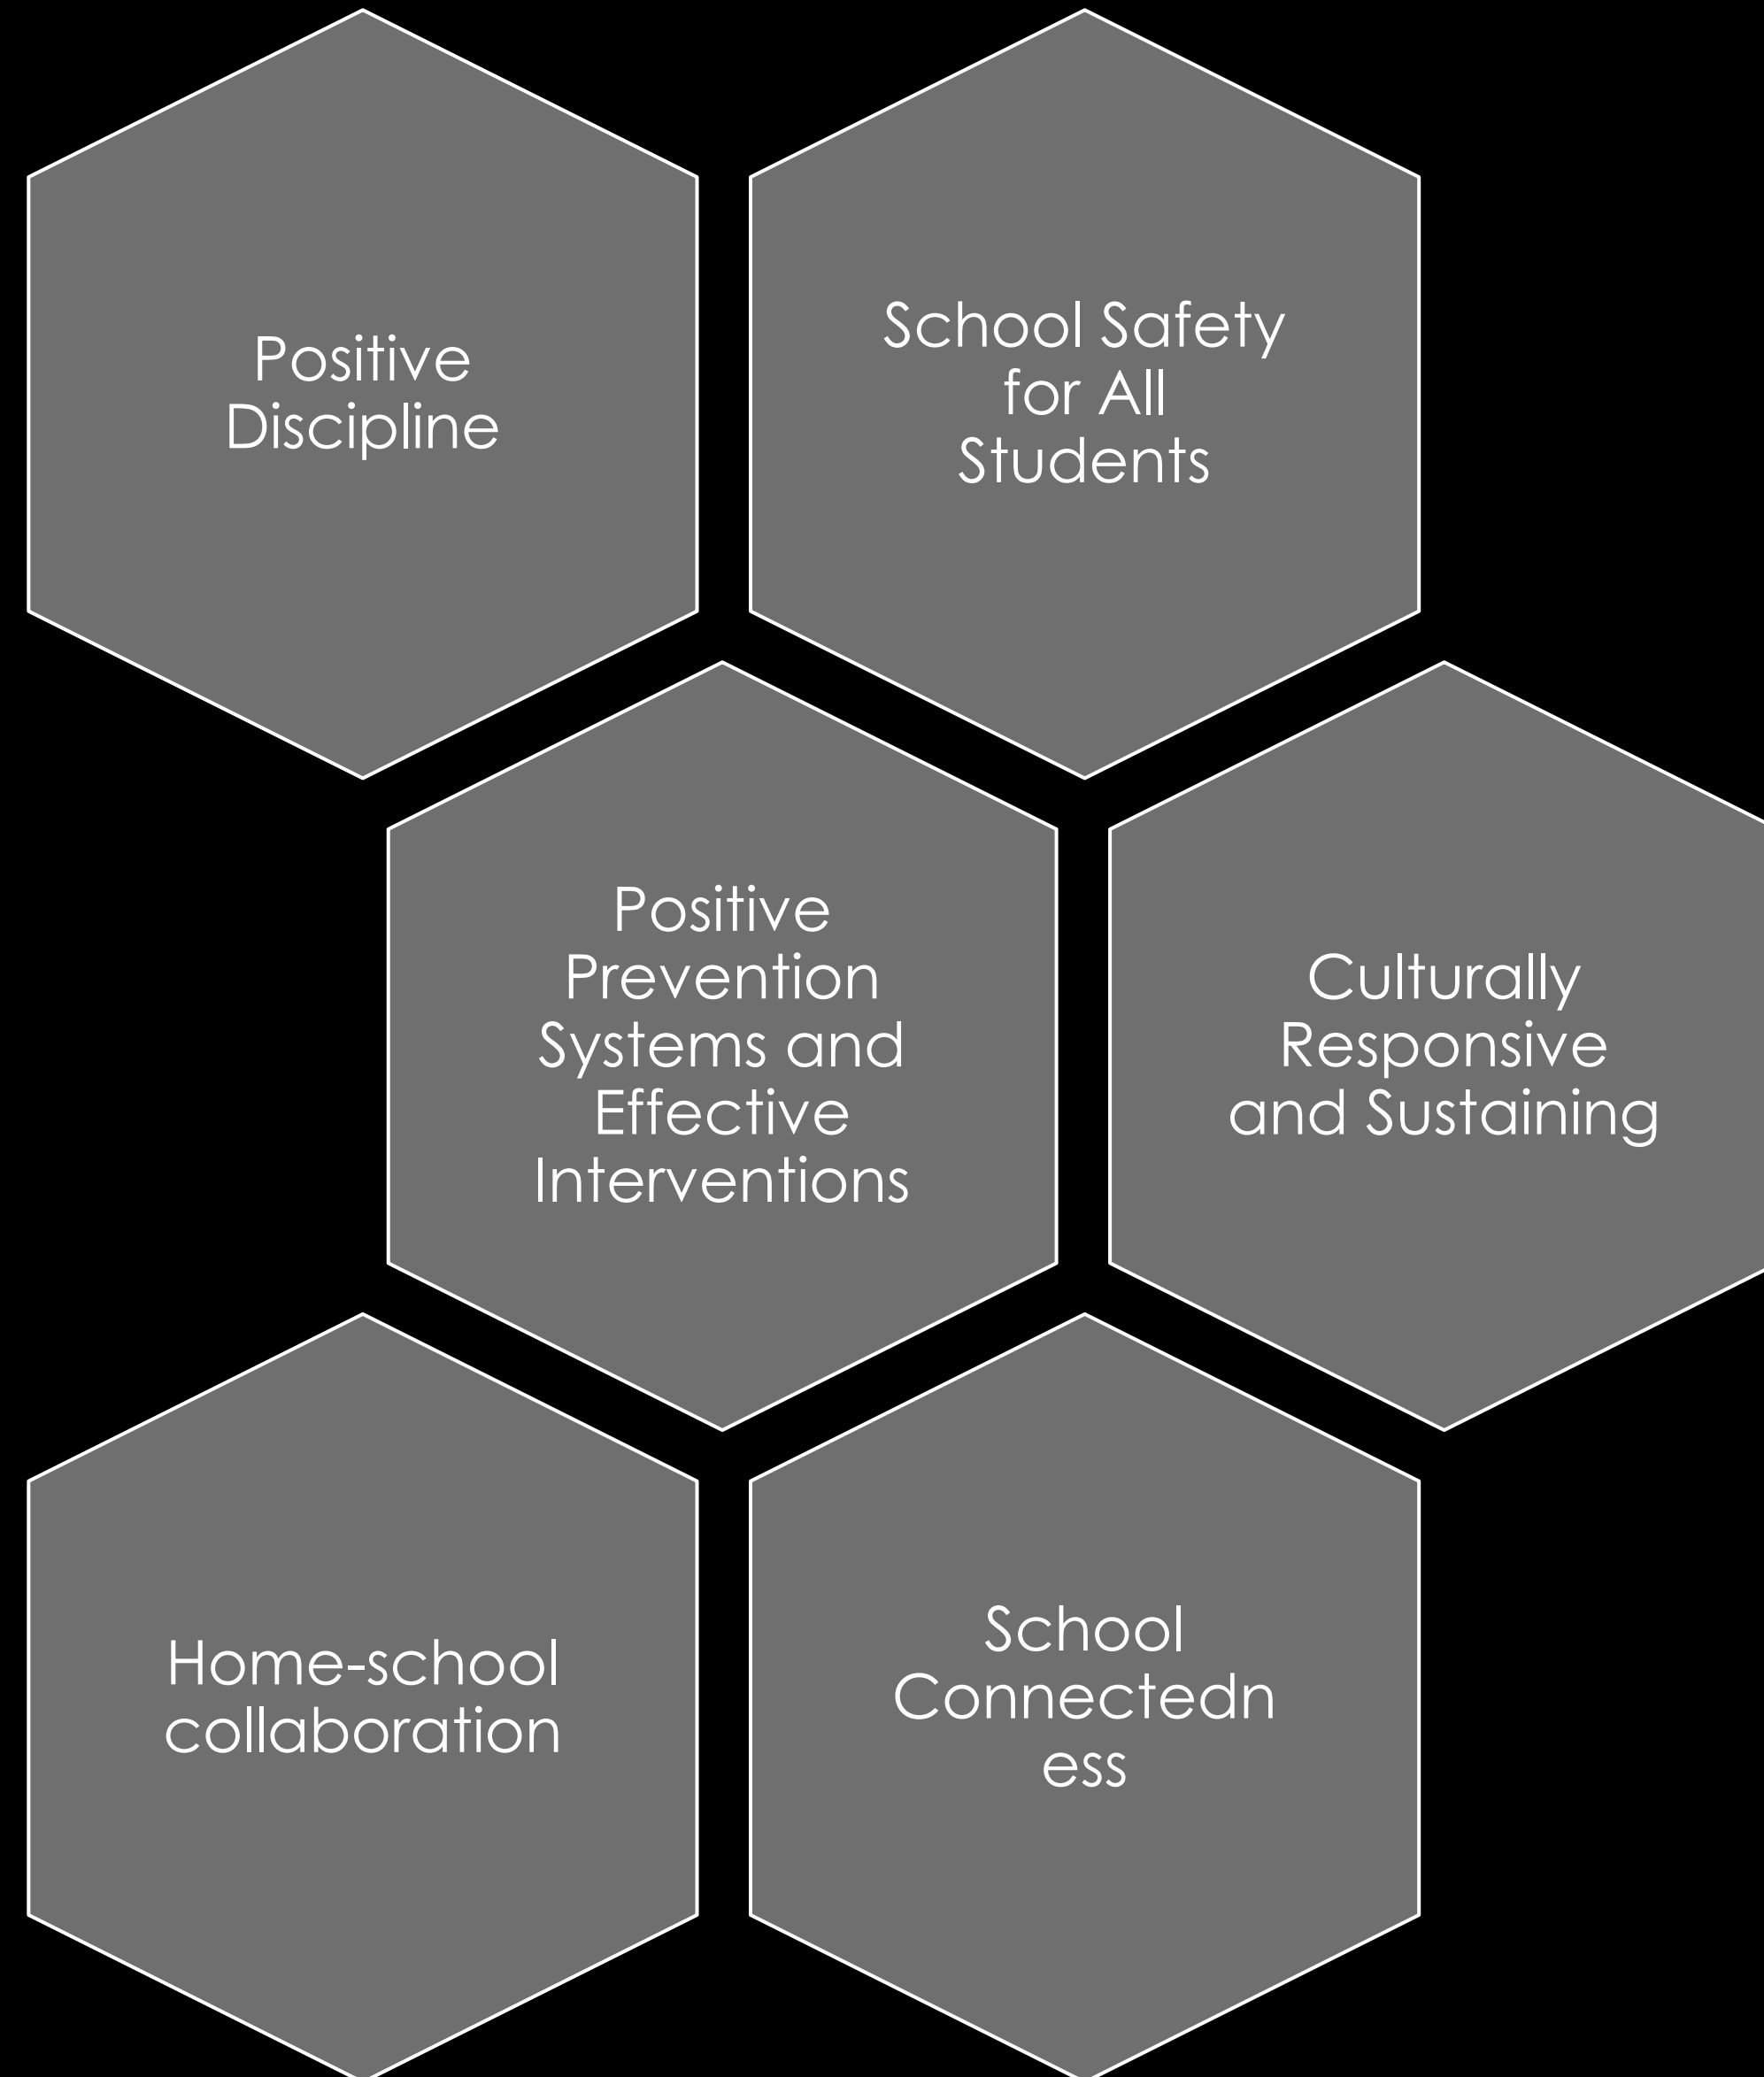 Positive
Discipline
School Safety
for All
Students
Positive
Prevention
Systems and
Effective
Interventions
Culturally
Responsive
and Sustaining
Home-school
collaboration
School
Connectedn
ess